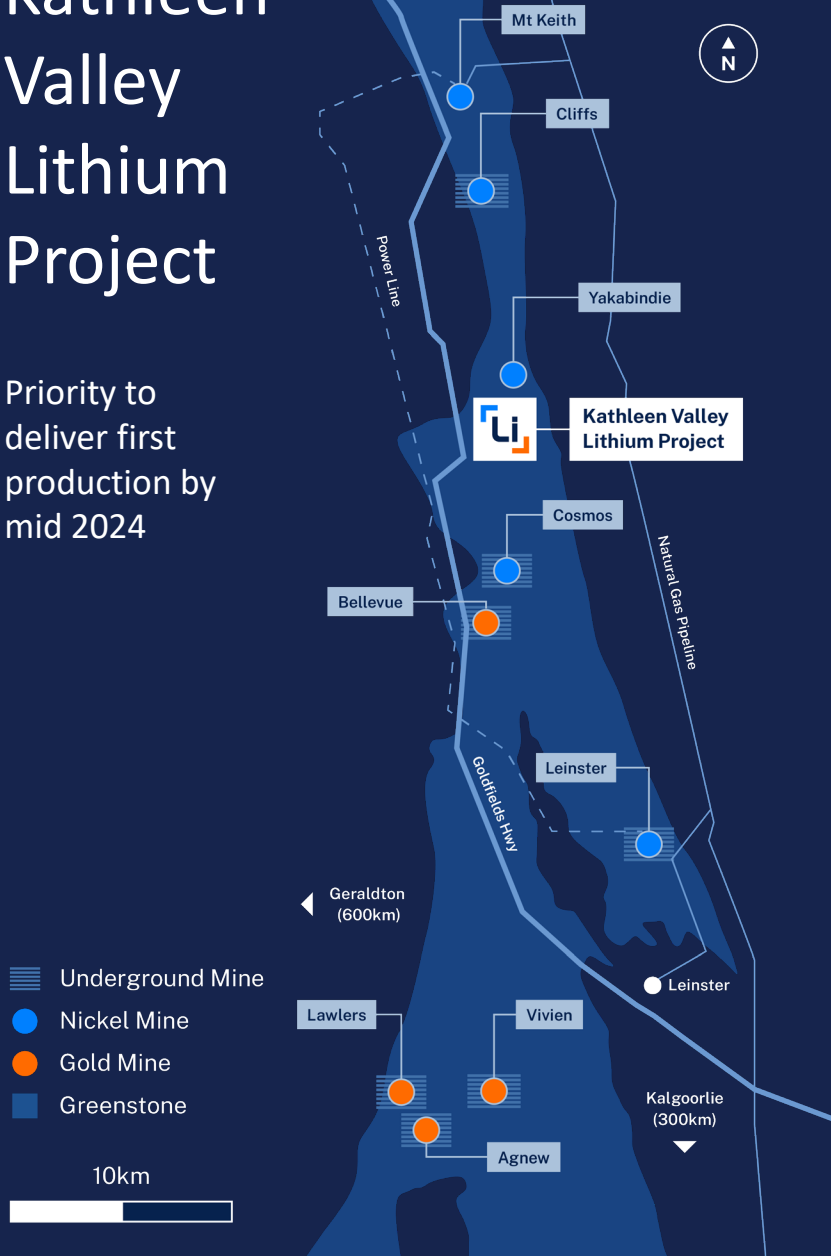 Kathleen
Valley
Lithium
Project
Priority to
deliver first
production by
mid 2024
Mt Keith
N
Cliffs
Power Line
Yakabindie
Li
Kathleen Valley
Lithium Project
Cosmos
Natural Gas Pipeline
Bellevue
Leinster
Goldfields Hwy
Geraldton
(600km)
Leinster
Underground Mine
Nickel Mine
Gold Mine
Greenstone
Lawlers
Vivien
Kalgoorlie
(300km)
Agnew
10km